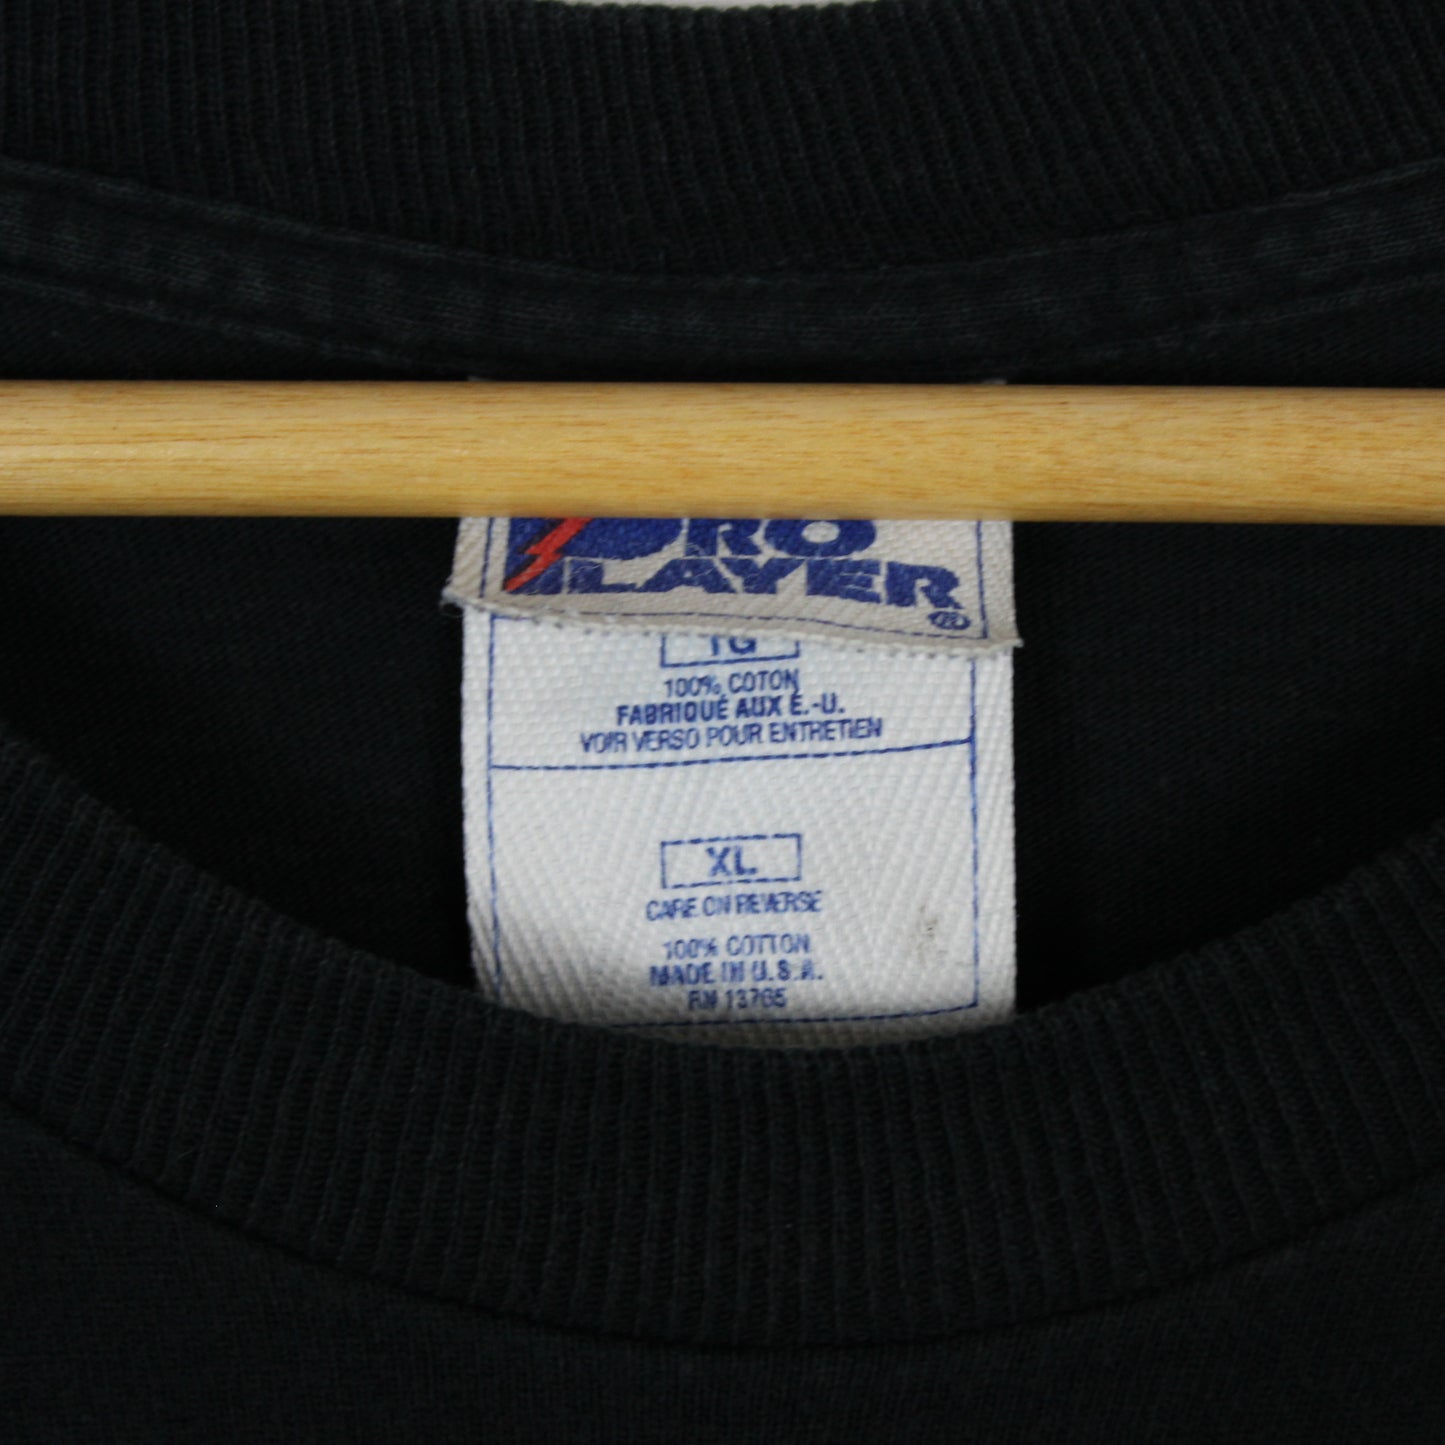 PRO
PLAYER®
TG
100% COTON
FABRIQUÉ AUX É.-U.
VOIR VERSO POUR ENTRETIEN
XL
CARE ON REVERSE
100% COTTON
MADE IN U.S.A.
RN 13765